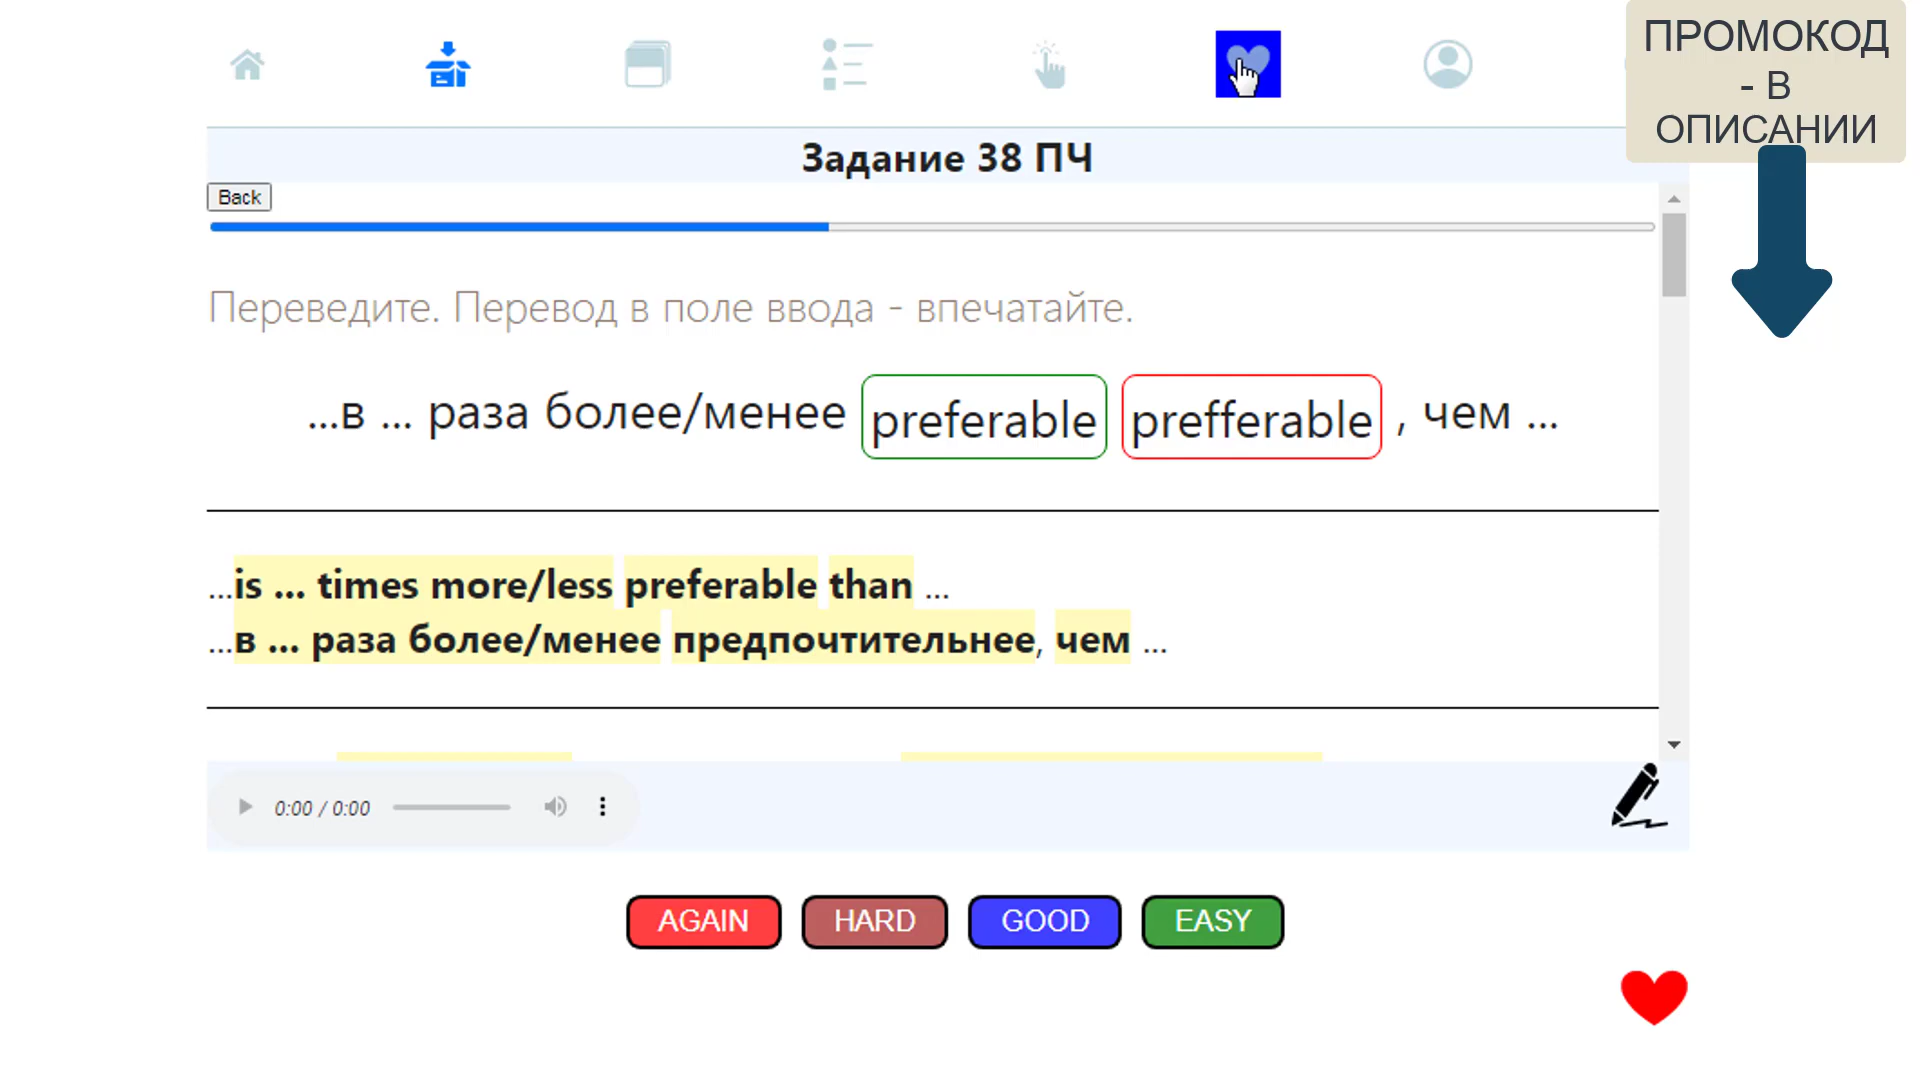 ПРОМОКОД
- В
ОПИСАНИИ
Задание 38 ПЧ
Back
Переведите. Перевод в поле ввода - впечатайте.
...в ... раза более/менее preferable prefferable , чем ...
...is ... times more/less preferable than ...
...в ... раза более/менее предпочтительнее, чем ...
0:00 / 0:00
AGAIN HARD GOOD EASY